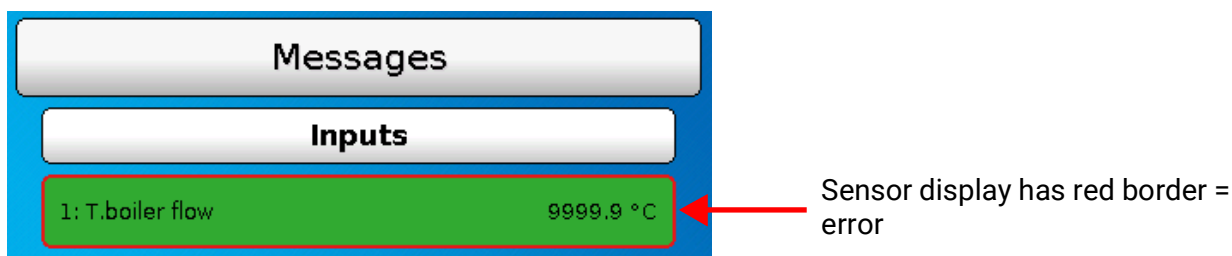 Messages
Inputs
1: T.boiler flow 9999.9 °C
Sensor display has red border =
error